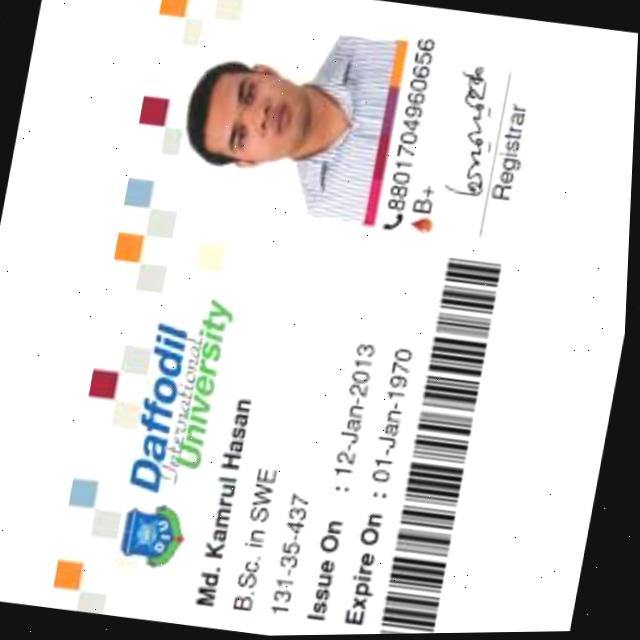 Daffodil
International
University
Md. Kamrul Hasan
B.Sc. in SWE
131-35-437
Issue On : 12-Jan-2013
Expire On : 01-Jan-1970
8801704960656
B+
Registrar